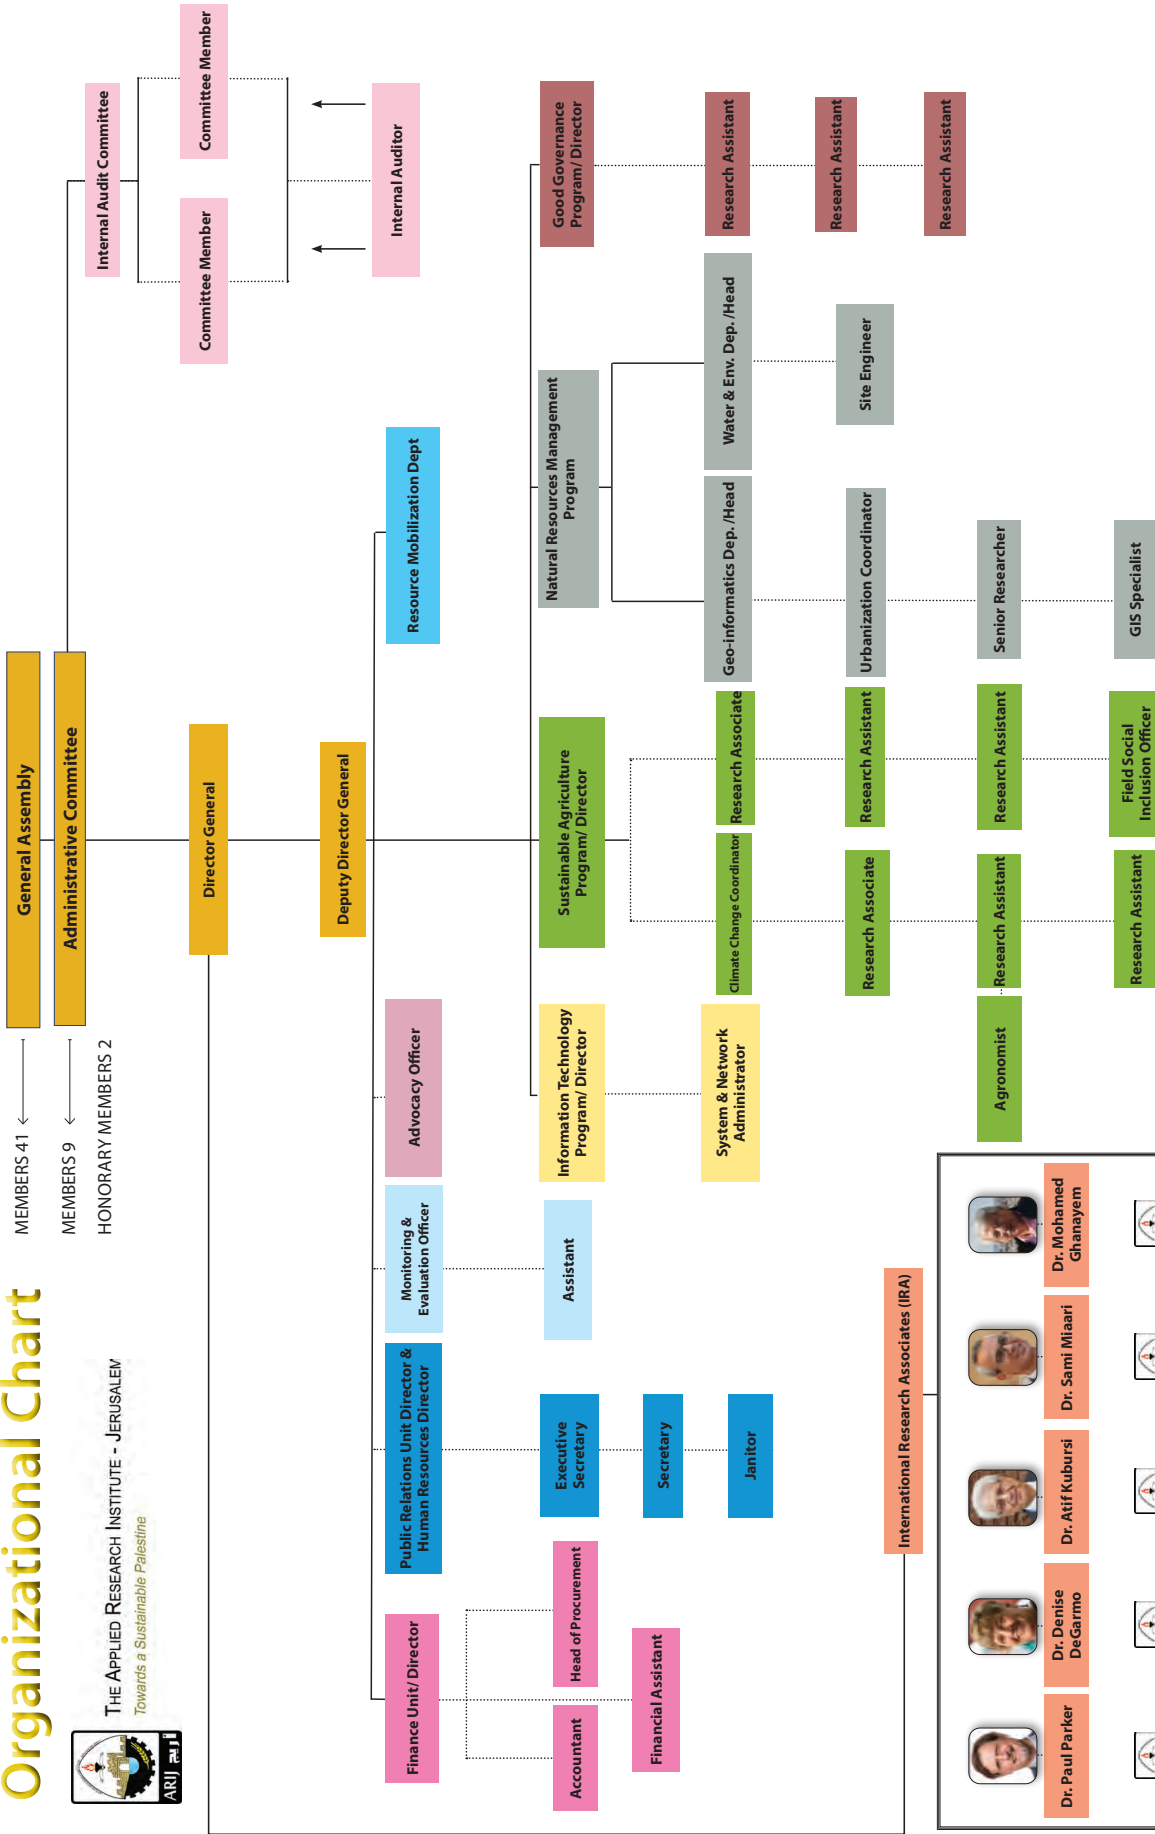 Organizational Chart
ARIJ أريج
THE APPLIED RESEARCH INSTITUTE - JERUSALEM
Towards a Sustainable Palestine
MEMBERS 41
MEMBERS 9
HONORARY MEMBERS 2
General Assembly
Administrative Committee
Internal Audit Committee
Committee Member
Committee Member
Internal Auditor
Director General
Deputy Director General
Finance Unit/ Director
Accountant
Head of Procurement
Financial Assistant
Public Relations Unit Director &
Human Resources Director
Executive
Secretary
Secretary
Janitor
Monitoring &
Evaluation Officer
Assistant
Advocacy Officer
Resource Mobilization Dept
Information Technology
Program/ Director
System & Network
Administrator
Sustainable Agriculture
Program/ Director
Climate Change Coordinator
Research Associate
Research Associate
Research Assistant
Agronomist
Research Assistant
Research Assistant
Research Assistant
Field Social
Inclusion Officer
Natural Resources Management
Program
Geo-informatics Dep. /Head
Water & Env. Dep. /Head
Urbanization Coordinator
Site Engineer
Senior Researcher
GIS Specialist
Good Governance
Program/ Director
Research Assistant
Research Assistant
Research Assistant
International Research Associates (IRA)
Dr. Paul Parker
Dr. Denise
DeGarmo
Dr. Atif Kubursi
Dr. Sami Miaari
Dr. Mohamed
Ghanayem